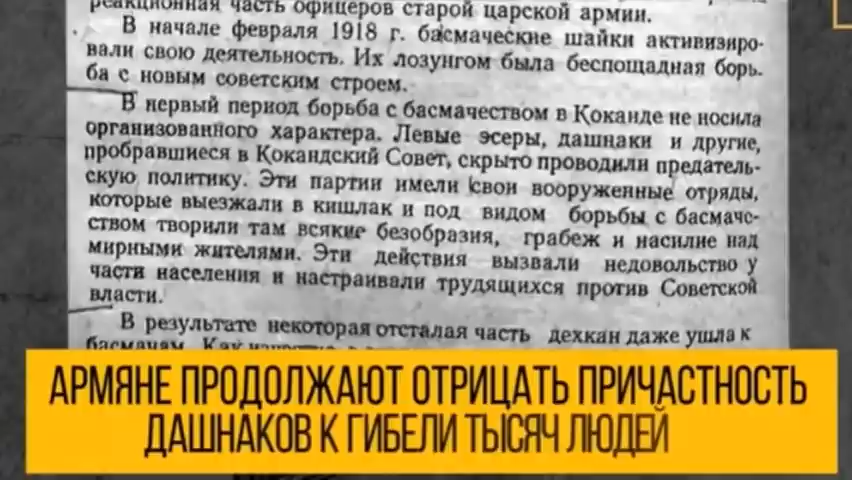 реакционная часть офицеров старой царской армии.
В начале февраля 1918 г. басмаческие шайки активизиро-
вали свою деятельность. Их лозунгом была беспощадная борь-
ба с новым советским строем.
В первый период борьба с басмачеством в Коканде не носила
организованного характера. Левые эсеры, дашнаки и другие,
пробравшиеся в Кокандский Совет, скрыто проводили предатель-
скую политику. Эти партии имели свои вооруженные отряды,
которые выезжали в кишлак и под видом борьбы с басмаче-
ством творили там всякие безобразия, грабеж и насилие над
мирными жителями. Эти действия вызвали недовольство у
части населения и настраивали трудящихся против Советской
власти.
В результате некоторая отсталая часть дехкан даже ушла к
басмачам. Как
АРМЯНЕ ПРОДОЛЖАЮТ ОТРИЦАТЬ ПРИЧАСТНОСТЬ
ДАШНАКОВ К ГИБЕЛИ ТЫСЯЧ ЛЮДЕЙ